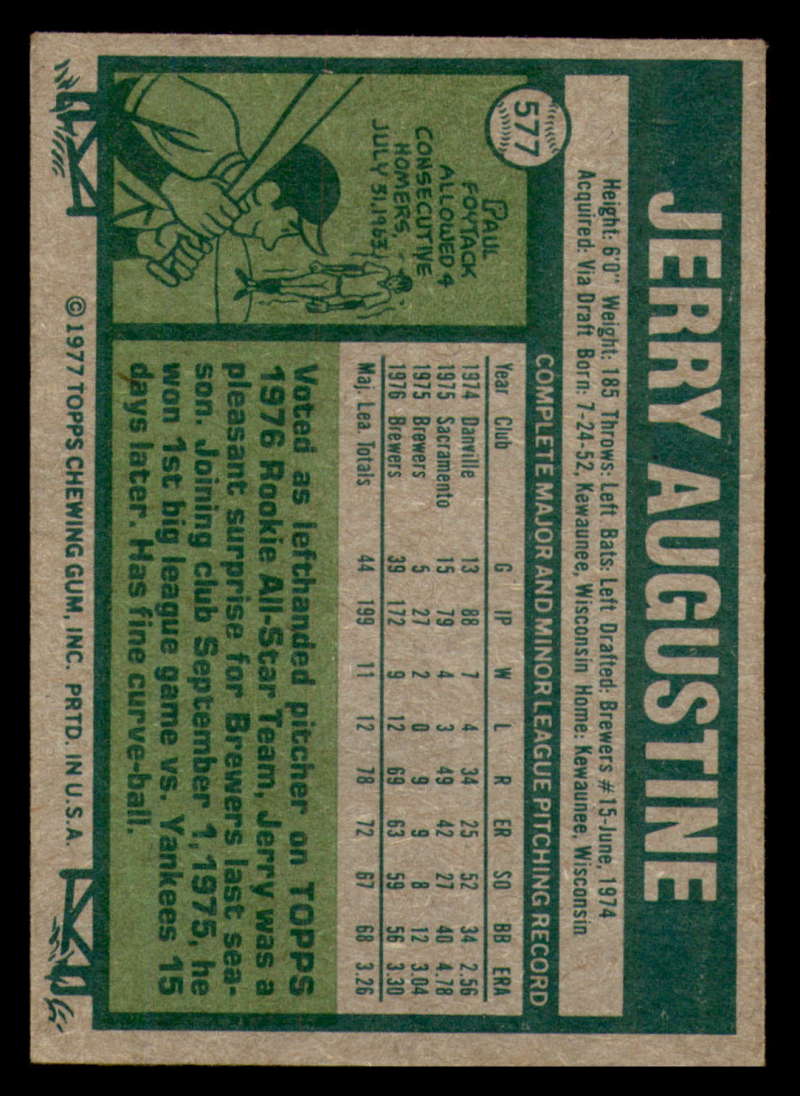 JERRY AUGUSTINE
577
Height: 6'0" Weight: 185 Throws: Left Bats: Left Drafted: Brewers #15-June, 1974
Acquired: Via Draft Born: 7-24-52, Kewaunee, Wisconsin Home: Kewaunee, Wisconsin
COMPLETE MAJOR AND MINOR LEAGUE PITCHING RECORD
Year Club G IP W L R ER SO BB ERA
1974 Danville 13 88 7 4 34 25 52 34 2.56
1975 Sacramento 15 79 4 3 49 42 27 40 4.78
1975 Brewers 5 27 2 0 9 9 8 12 3.04
1976 Brewers 39 172 9 12 69 63 59 56 3.30
Maj. Lea. Totals 44 199 11 12 78 72 67 68 3.26
PAUL
FOYTACK
ALLOWED 4
CONSECUTIVE
HOMERS,
JULY 31, 1963.
Voted as lefthanded pitcher on TOPPS
1976 Rookie All-Star Team, Jerry was a
pleasant surprise for Brewers last sea-
son. Joining club September 1, 1975, he
won 1st big league game vs. Yankees 15
days later. Has fine curve-ball.
©1977 TOPPS CHEWING GUM, INC. PRTD. IN U.S.A.